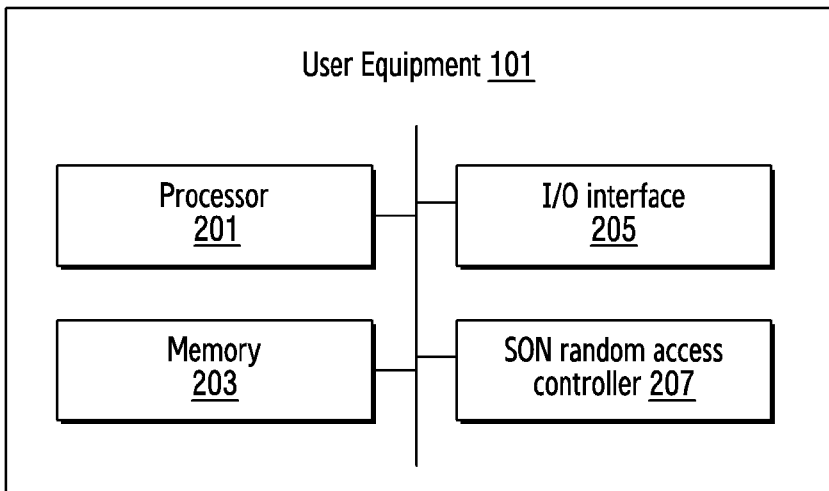 User Equipment 101
Processor
201
I/O interface
205
Memory
203
SON random access
controller 207